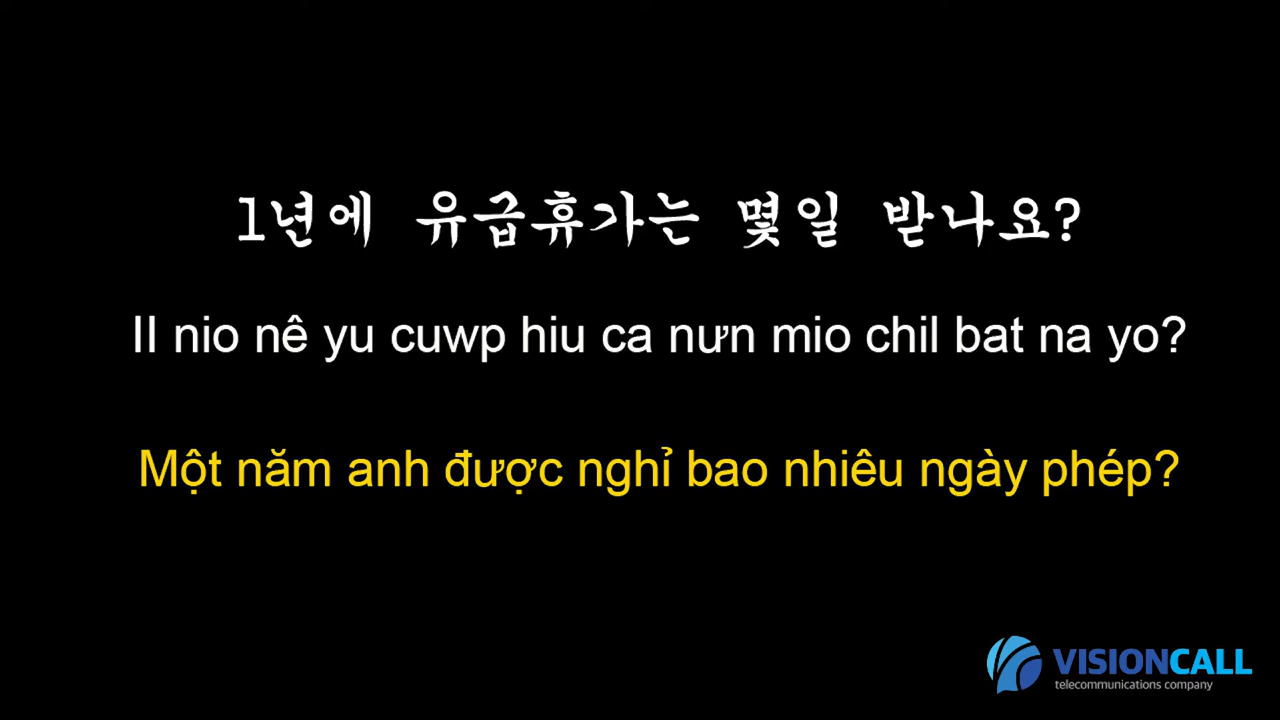 1년에 유급휴가는 몇일 받나요?
Il nio nê yu cuwp hiu ca nưn mio chil bat na yo?
Một năm anh được nghỉ bao nhiêu ngày phép?
VISIONCALL
telecommunications company